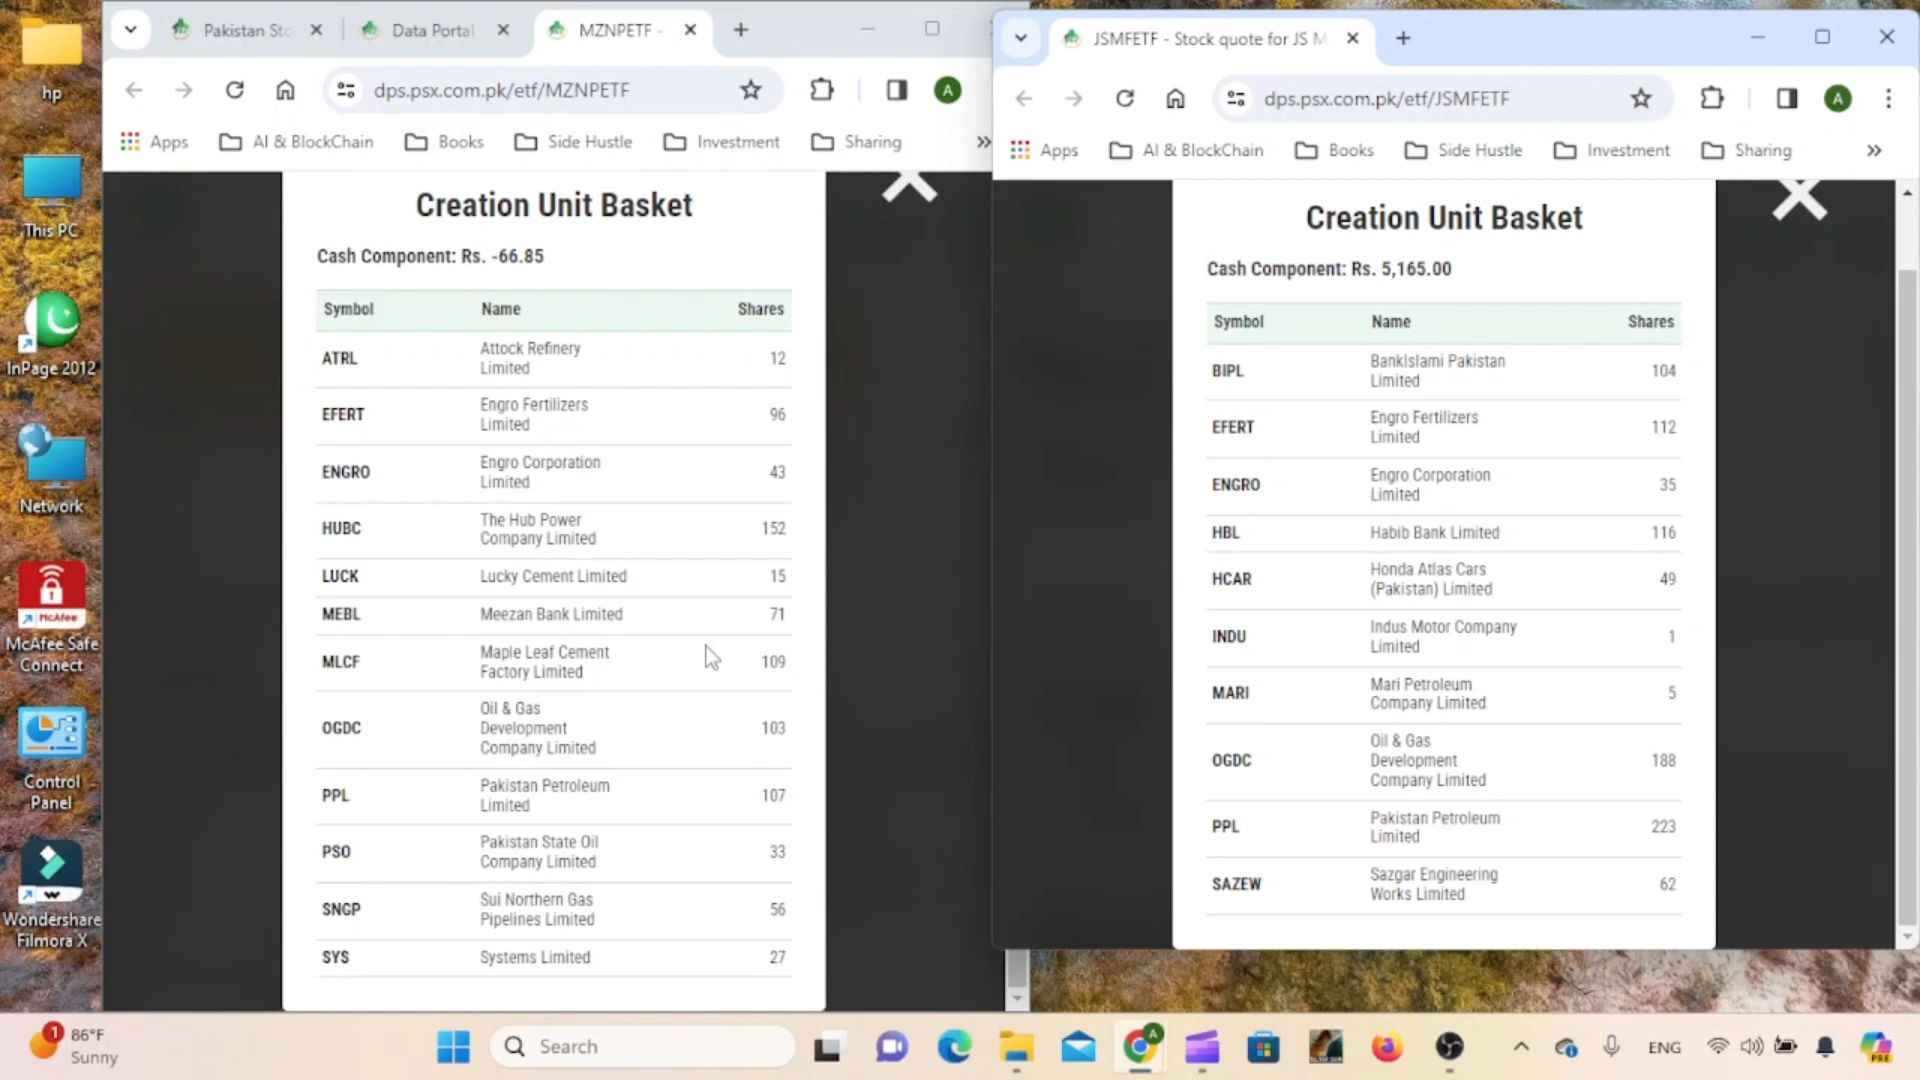 hp
This PC
InPage 2012
Network
McAfee
McAfee Safe
Connect
Control
Panel
Wondershare
Filmora X
Pakistan Sto
Data Portal
MZNPETF -
dps.psx.com.pk/etf/MZNPETF
A
Apps
AI & BlockChain
Books
Side Hustle
Investment
Sharing
»
Creation Unit Basket
Cash Component: Rs. -66.85
Symbol Name Shares
ATRL Attock Refinery 12
Limited
EFERT Engro Fertilizers 96
Limited
ENGRO Engro Corporation 43
Limited
HUBC The Hub Power 152
Company Limited
LUCK Lucky Cement Limited 15
MEBL Meezan Bank Limited 71
MLCF Maple Leaf Cement 109
Factory Limited
OGDC Oil & Gas 103
Development
Company Limited
PPL Pakistan Petroleum 107
Limited
PSO Pakistan State Oil 33
Company Limited
SNGP Sui Northern Gas 56
Pipelines Limited
SYS Systems Limited 27
JSMFETF - Stock quote for JS M
dps.psx.com.pk/etf/JSMFETF
A
Apps
AI & BlockChain
Books
Side Hustle
Investment
Sharing
»
Creation Unit Basket
Cash Component: Rs. 5,165.00
Symbol Name Shares
BIPL BankIslami Pakistan 104
Limited
EFERT Engro Fertilizers 112
Limited
ENGRO Engro Corporation 35
Limited
HBL Habib Bank Limited 116
HCAR Honda Atlas Cars 49
(Pakistan) Limited
INDU Indus Motor Company 1
Limited
MARI Mari Petroleum 5
Company Limited
OGDC Oil & Gas 188
Development
Company Limited
PPL Pakistan Petroleum 223
Limited
SAZEW Sazgar Engineering 62
Works Limited
1
86°F
Sunny
Search
A
ENG
PRE